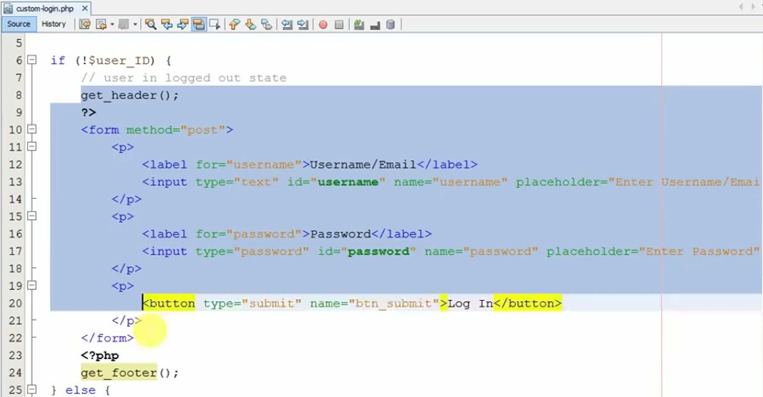 custom-login.php
Source History
5
6 if (!$user_ID) {
7 // user in logged out state
8 get_header();
9 ?>
10 <form method="post">
11 <p>
12 <label for="username">Username/Email</label>
13 <input type="text" id="username" name="username" placeholder="Enter Username/Emai
14 </p>
15 <p>
16 <label for="password">Password</label>
17 <input type="password" id="password" name="password" placeholder="Enter Password"
18 </p>
19 <p>
20 <button type="submit" name="btn_submit">Log In</button>
21 </p>
22 </form>
23 <?php
24 get_footer();
25 } else {